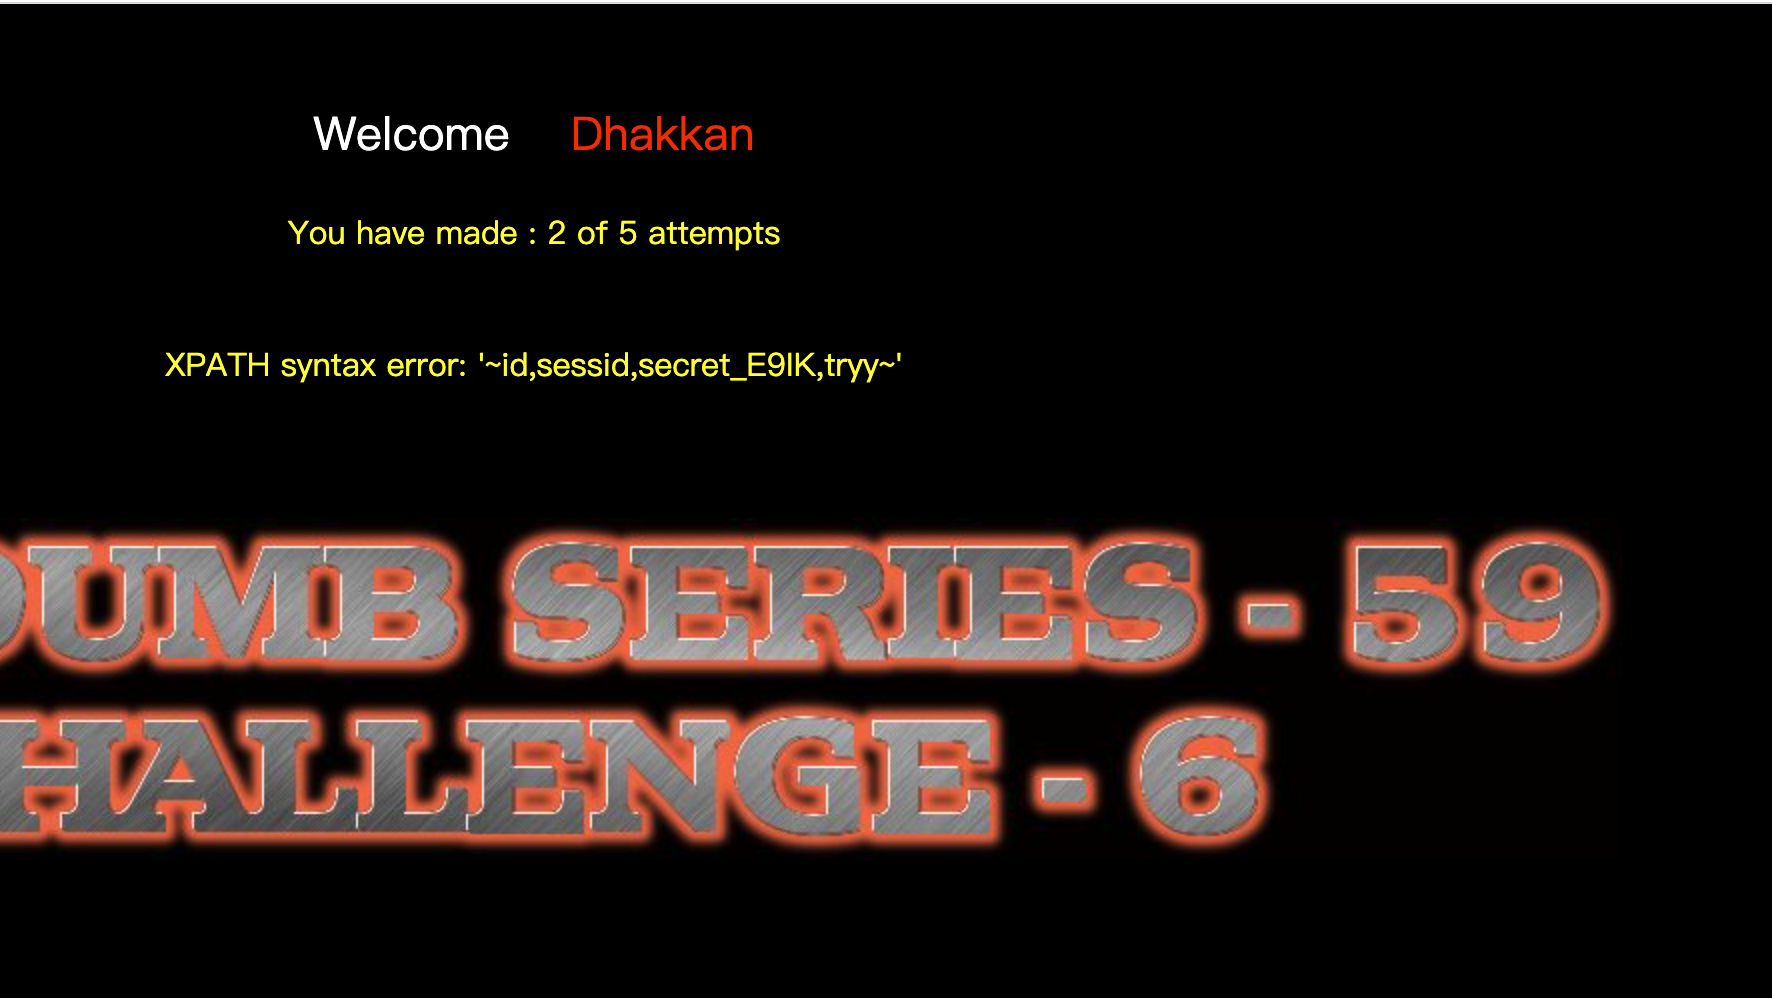 Welcome Dhakkan
You have made : 2 of 5 attempts
XPATH syntax error: '~id,sessid,secret_E9IK,tryy~'
DUMB SERIES - 59
HALLENGE - 6